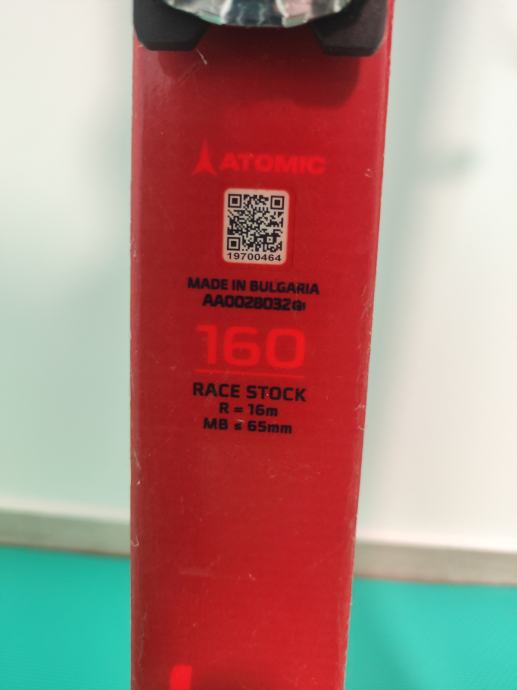 ATOMIC
19700464
MADE IN BULGARIA
AA0028032
160
RACE STOCK
R = 16m
MB ≤ 65mm